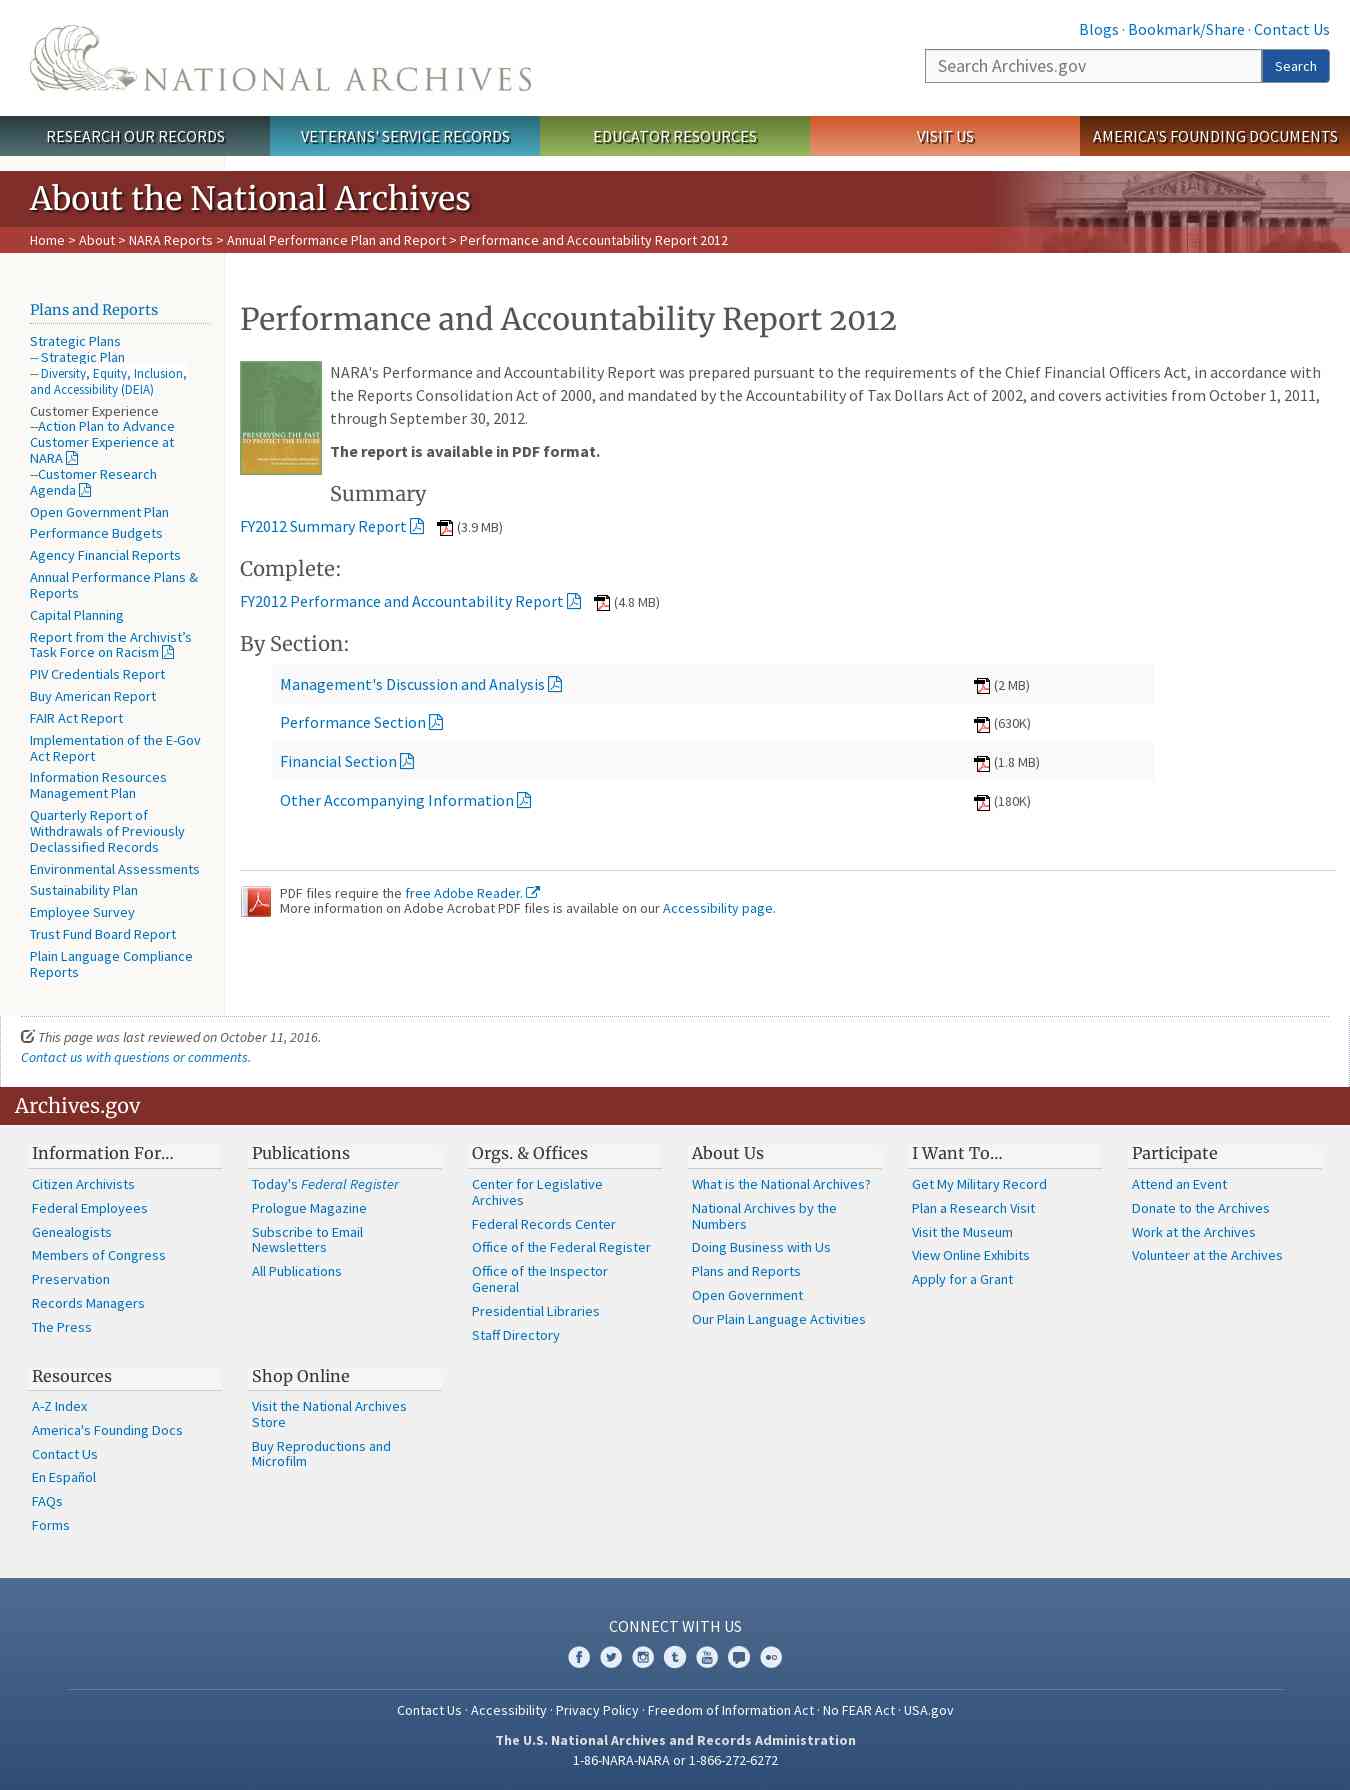 Blogs · Bookmark/Share · Contact Us
NATIONAL ARCHIVES
Search Archives.gov
Search
RESEARCH OUR RECORDS
VETERANS' SERVICE RECORDS
EDUCATOR RESOURCES
VISIT US
AMERICA'S FOUNDING DOCUMENTS
About the National Archives
Home > About > NARA Reports > Annual Performance Plan and Report > Performance and Accountability Report 2012
Plans and Reports
Strategic Plans
-- Strategic Plan
-- Diversity, Equity, Inclusion,
and Accessibility (DEIA)
Customer Experience
--Action Plan to Advance
Customer Experience at
NARA
--Customer Research
Agenda
Open Government Plan
Performance Budgets
Agency Financial Reports
Annual Performance Plans &
Reports
Capital Planning
Report from the Archivist's
Task Force on Racism
PIV Credentials Report
Buy American Report
FAIR Act Report
Implementation of the E-Gov
Act Report
Information Resources
Management Plan
Quarterly Report of
Withdrawals of Previously
Declassified Records
Environmental Assessments
Sustainability Plan
Employee Survey
Trust Fund Board Report
Plain Language Compliance
Reports
Performance and Accountability Report 2012
PRESERVING THE PAST
TO PROTECT THE FUTURE
NARA's Performance and Accountability Report was prepared pursuant to the requirements of the Chief Financial Officers Act, in accordance with
the Reports Consolidation Act of 2000, and mandated by the Accountability of Tax Dollars Act of 2002, and covers activities from October 1, 2011,
through September 30, 2012.
The report is available in PDF format.
Summary
FY2012 Summary Report (3.9 MB)
Complete:
FY2012 Performance and Accountability Report (4.8 MB)
By Section:
Management's Discussion and Analysis (2 MB)
Performance Section (630K)
Financial Section (1.8 MB)
Other Accompanying Information (180K)
PDF files require the free Adobe Reader.
More information on Adobe Acrobat PDF files is available on our Accessibility page.
This page was last reviewed on October 11, 2016.
Contact us with questions or comments.
Archives.gov
Information For…
Citizen Archivists
Federal Employees
Genealogists
Members of Congress
Preservation
Records Managers
The Press
Publications
Today's Federal Register
Prologue Magazine
Subscribe to Email
Newsletters
All Publications
Orgs. & Offices
Center for Legislative
Archives
Federal Records Center
Office of the Federal Register
Office of the Inspector
General
Presidential Libraries
Staff Directory
About Us
What is the National Archives?
National Archives by the
Numbers
Doing Business with Us
Plans and Reports
Open Government
Our Plain Language Activities
I Want To…
Get My Military Record
Plan a Research Visit
Visit the Museum
View Online Exhibits
Apply for a Grant
Participate
Attend an Event
Donate to the Archives
Work at the Archives
Volunteer at the Archives
Resources
A-Z Index
America's Founding Docs
Contact Us
En Español
FAQs
Forms
Shop Online
Visit the National Archives
Store
Buy Reproductions and
Microfilm
CONNECT WITH US
Contact Us · Accessibility · Privacy Policy · Freedom of Information Act · No FEAR Act · USA.gov
The U.S. National Archives and Records Administration
1-86-NARA-NARA or 1-866-272-6272